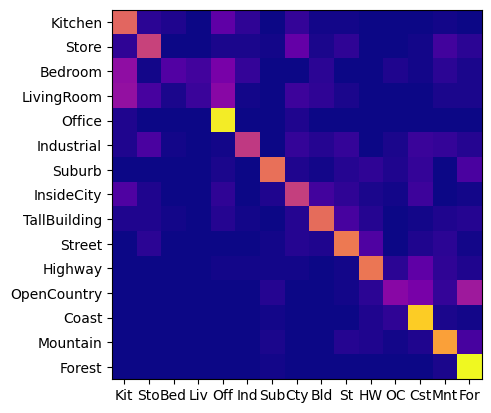 Kitchen
Store
Bedroom
LivingRoom
Office
Industrial
Suburb
InsideCity
TallBuilding
Street
Highway
OpenCountry
Coast
Mountain
Forest
Kit Sto Bed Liv Off Ind Sub Cty Bld St HW OC Cst Mnt For